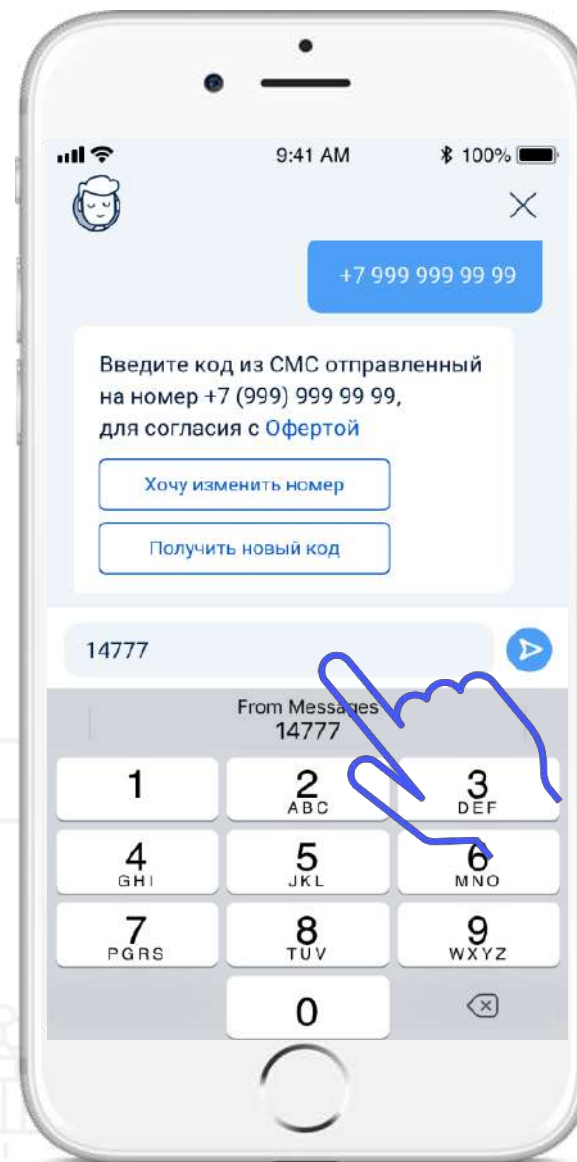 9:41 AM
100%
+7 999 999 99 99
Введите код из СМС отправленный
на номер +7 (999) 999 99 99,
для согласия с Офертой
Хочу изменить номер
Получить новый код
14777
From Messages
14777
1
2
ABC
3
DEF
4
GHI
5
JKL
6
MNO
7
PGRS
8
TUV
9
WXYZ
0